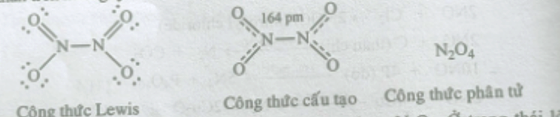 O O
N N
O O
O 164 pm O
N N
O O
N₂O₄
Công thức Lewis Công thức cấu tạo Công thức phân tử